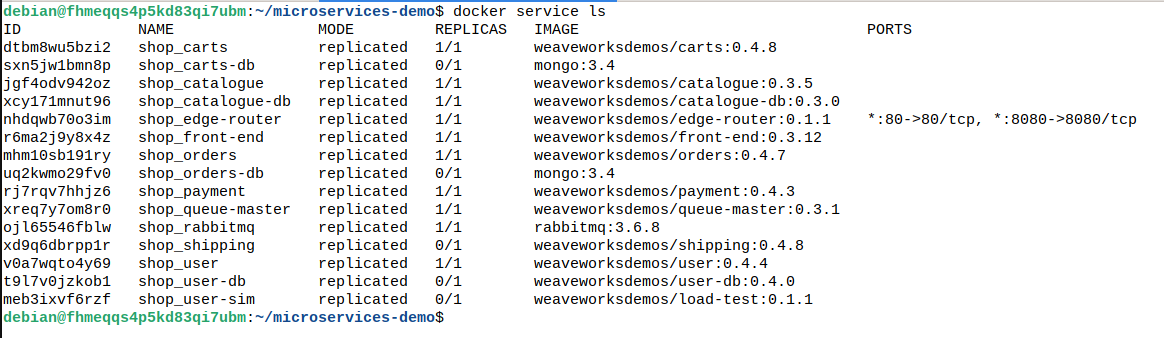 debian@fhmeqqs4p5kd83qi7ubm:~/microservices-demo$ docker service ls
ID                NAME                MODE         REPLICAS   IMAGE                                PORTS
dtbm8wu5bzi2   shop_carts          replicated   1/1        weaveworksdemos/carts:0.4.8
sxn5jw1bmn8p   shop_carts-db       replicated   0/1        mongo:3.4
jgf4odv942oz   shop_catalogue      replicated   1/1        weaveworksdemos/catalogue:0.3.5
xcy171mnut96   shop_catalogue-db   replicated   1/1        weaveworksdemos/catalogue-db:0.3.0
nhdqwb70o3im   shop_edge-router    replicated   1/1        weaveworksdemos/edge-router:0.1.1    *:80->80/tcp, *:8080->8080/tcp
r6ma2j9y8x4z   shop_front-end      replicated   1/1        weaveworksdemos/front-end:0.3.12
mhm10sb191ry   shop_orders         replicated   1/1        weaveworksdemos/orders:0.4.7
uq2kwmo29fv0   shop_orders-db      replicated   0/1        mongo:3.4
rj7rqv7hhjz6   shop_payment        replicated   1/1        weaveworksdemos/payment:0.4.3
xreq7y7om8r0   shop_queue-master   replicated   1/1        weaveworksdemos/queue-master:0.3.1
ojl65546fblw   shop_rabbitmq       replicated   1/1        rabbitmq:3.6.8
xd9q6dbrpp1r   shop_shipping       replicated   0/1        weaveworksdemos/shipping:0.4.8
v0a7wqto4y69   shop_user           replicated   1/1        weaveworksdemos/user:0.4.4
t9l7v0jzkob1   shop_user-db        replicated   0/1        weaveworksdemos/user-db:0.4.0
meb3ixvf6rzf   shop_user-sim       replicated   0/1        weaveworksdemos/load-test:0.1.1
debian@fhmeqqs4p5kd83qi7ubm:~/microservices-demo$